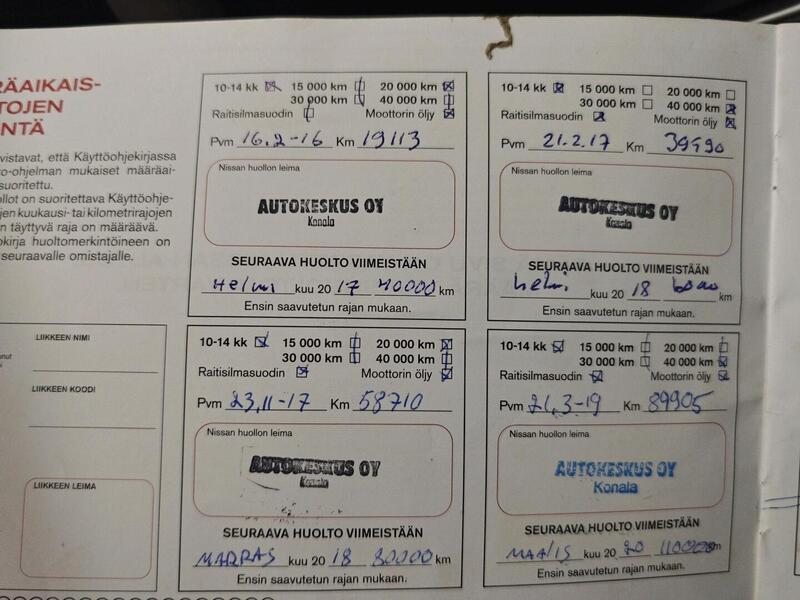 RÄAIKAIS-
TOJEN
NTÄ
vistavat, että Käyttöohjekirjassa
o-ohjelman mukaiset määräai-
suoritettu.
ollot on suoritettava Käyttöohje-
jen kuukausi- tai kilometrirajojen
n täyttyvä raja on määräävä.
okirja huoltomerkintöineen on
seuraavalle omistajalle.
LIIKKEEN NIMI
LIIKKEEN KOODI
LIIKKEEN LEIMA
10-14 kk 15 000 km 20 000 km
30 000 km 40 000 km
Raitisilmasuodin Moottorin öljy
Pvm 16.2-16 Km 19113
Nissan huollon leima
AUTOKESKUS OY
Konala
SEURAAVA HUOLTO VIIMEISTÄÄN
Helmi kuu 20 17 40000 km
Ensin saavutetun rajan mukaan.
10-14 kk 15 000 km 20 000 km
30 000 km 40 000 km
Raitisilmasuodin Moottorin öljy
Pvm 21.2.17 Km 39990
Nissan huollon leima
AUTOKESKUS OY
Konala
SEURAAVA HUOLTO VIIMEISTÄÄN
helmi kuu 20 18 60000 km
Ensin saavutetun rajan mukaan.
10-14 kk 15 000 km 20 000 km
30 000 km 40 000 km
Raitisilmasuodin Moottorin öljy
Pvm 23.11-17 Km 58710
Nissan huollon leima
AUTOKESKUS OY
Konala
SEURAAVA HUOLTO VIIMEISTÄÄN
MARRAS kuu 20 18 80000 km
Ensin saavutetun rajan mukaan.
10-14 kk 15 000 km 20 000 km
30 000 km 40 000 km
Raitisilmasuodin Moottorin öljy
Pvm 21.3-19 Km 89905
Nissan huollon leima
AUTOKESKUS OY
Konala
SEURAAVA HUOLTO VIIMEISTÄÄN
MAALIS kuu 20 20 110000 km
Ensin saavutetun rajan mukaan.